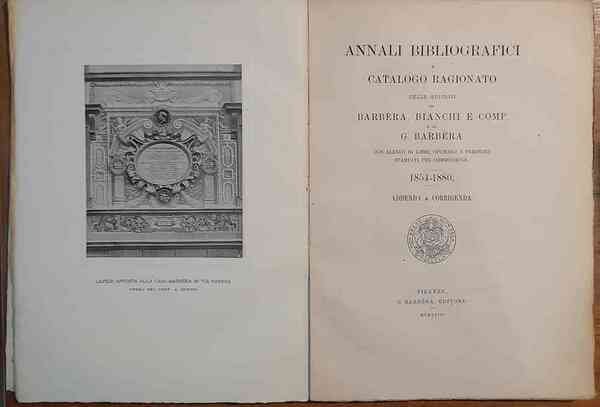 LAPIDE APPOSTA ALLA CASA BARBÈRA IN VIA FAENZA
ANNALI BIBLIOGRAFICI
E
CATALOGO RAGIONATO
DELLE EDIZIONI
DI
BARBÈRA, BIANCHI E COMP.
E DI
G. BARBÈRA
CON ELENCO DI LIBRI, OPUSCOLI E PERIODICI
STAMPATI PER COMMISSIONE
1854-1880.
ADDENDA & CORRIGENDA
FIRENZE,
G. BARBÈRA, EDITORE